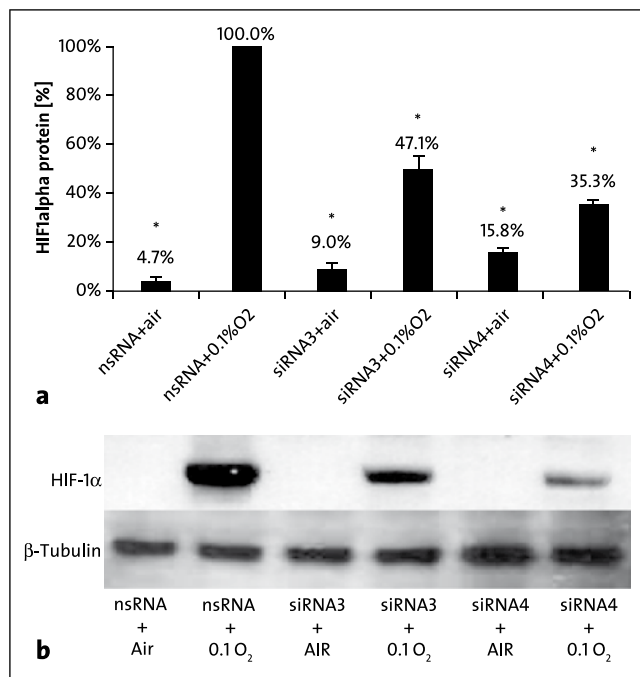 HIF1alpha protein [%]
100%
80%
60%
40%
20%
0%
100.0%
*
47.1%
*
35.3%
*
4.7%
*
9.0%
*
15.8%
nsRNA+air
nsRNA+0.1%O2
siRNA3+air
siRNA3+0.1%O2
siRNA4+air
siRNA4+0.1%O2
a
HIF-1α
β-Tubulin
nsRNA
+
Air
nsRNA
+
0.1 O₂
siRNA3
+
AIR
siRNA3
+
0.1 O₂
siRNA4
+
AIR
siRNA4
+
0.1 O₂
b